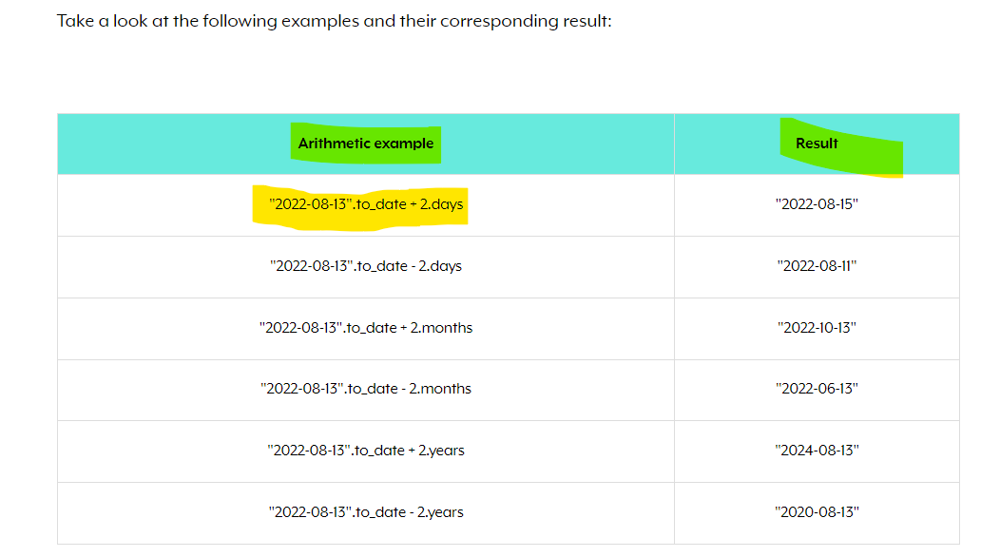 Take a look at the following examples and their corresponding result:
Arithmetic example Result
"2022-08-13".to_date + 2.days "2022-08-15"
"2022-08-13".to_date - 2.days "2022-08-11"
"2022-08-13".to_date + 2.months "2022-10-13"
"2022-08-13".to_date - 2.months "2022-06-13"
"2022-08-13".to_date + 2.years "2024-08-13"
"2022-08-13".to_date - 2.years "2020-08-13"